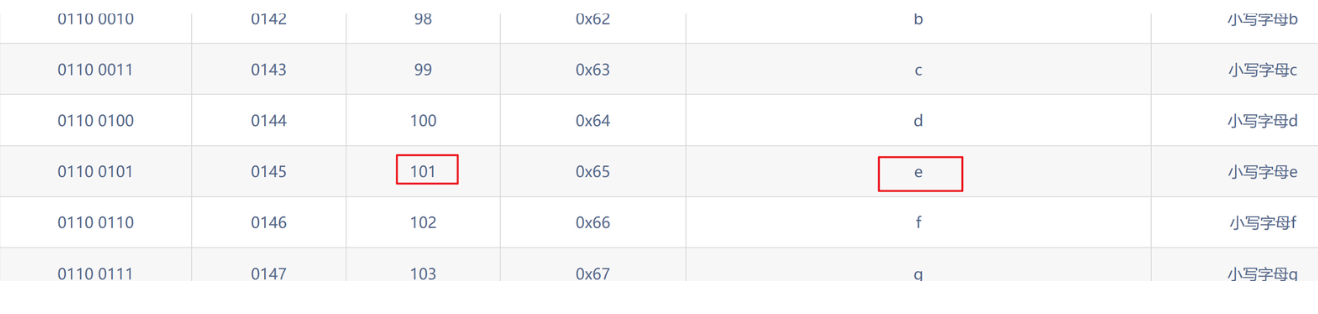 0110 0010 0142 98 0x62 b 小写字母b
0110 0011 0143 99 0x63 c 小写字母c
0110 0100 0144 100 0x64 d 小写字母d
0110 0101 0145 101 0x65 e 小写字母e
0110 0110 0146 102 0x66 f 小写字母f
0110 0111 0147 103 0x67 g 小写字母g